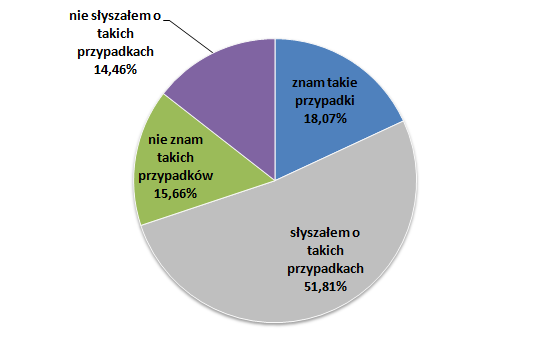 nie słyszałem o
takich
przypadkach
14,46%
znam takie
przypadki
18,07%
nie znam
takich
przypadków
15,66%
słyszałem o
takich
przypadkach
51,81%